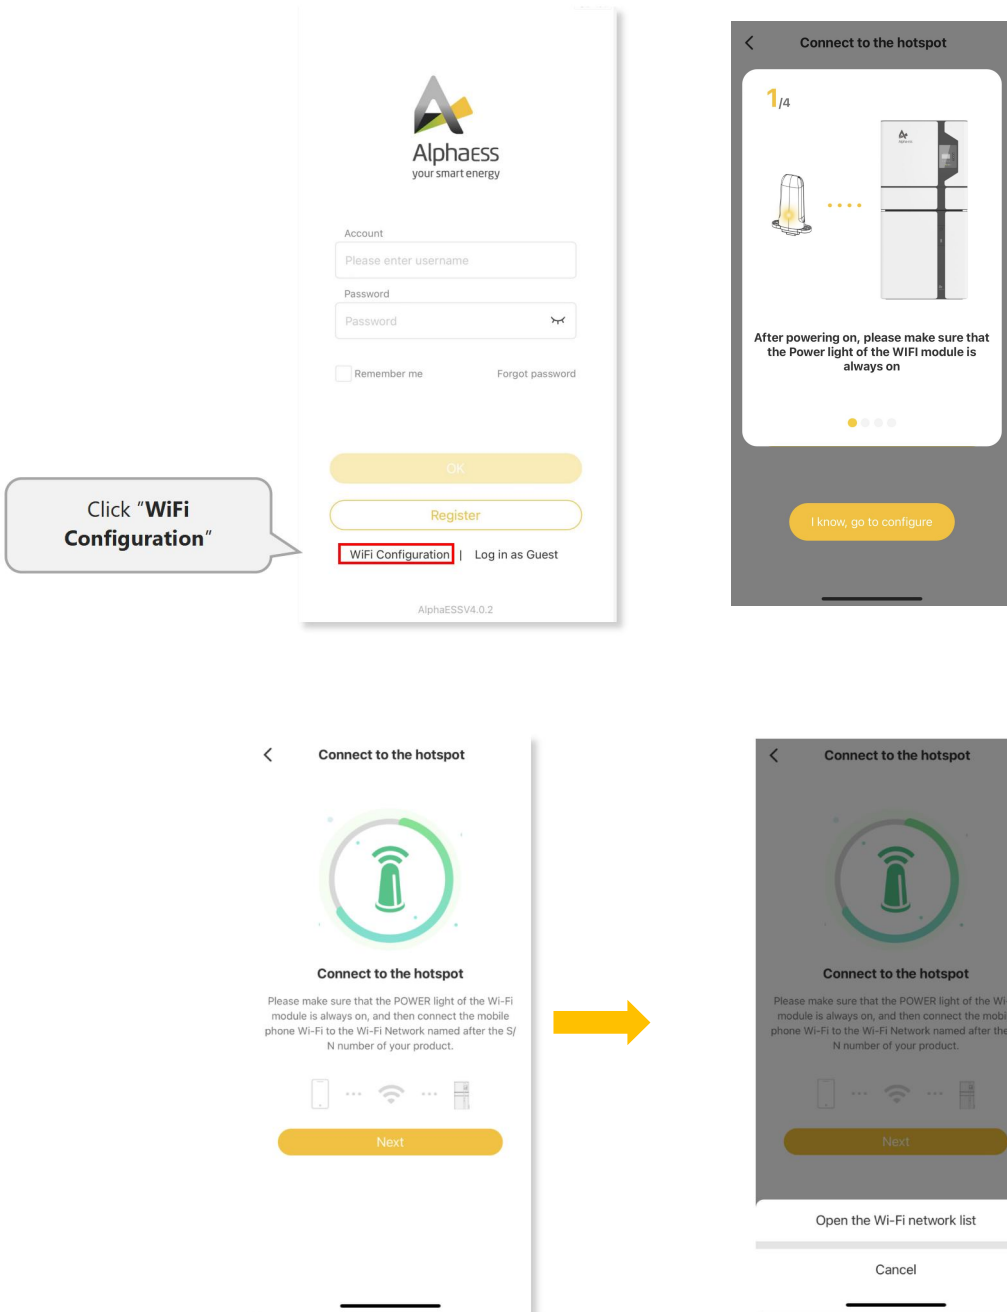 AlphaESS
your smart energy
Account
Please enter username
Password
Password
Remember me
Forgot password
OK
Register
WiFi Configuration | Log in as Guest
AlphaESSV4.0.2
Click "WiFi
Configuration"
Connect to the hotspot
1/4
After powering on, please make sure that
the Power light of the WIFI module is
always on
I know, go to configure
Connect to the hotspot
Connect to the hotspot
Please make sure that the POWER light of the Wi-Fi
module is always on, and then connect the mobile
phone Wi-Fi to the Wi-Fi Network named after the S/
N number of your product.
Next
Connect to the hotspot
Connect to the hotspot
Please make sure that the POWER light of the Wi-
module is always on, and then connect the mobil
phone Wi-Fi to the Wi-Fi Network named after the
N number of your product.
Next
Open the Wi-Fi network list
Cancel